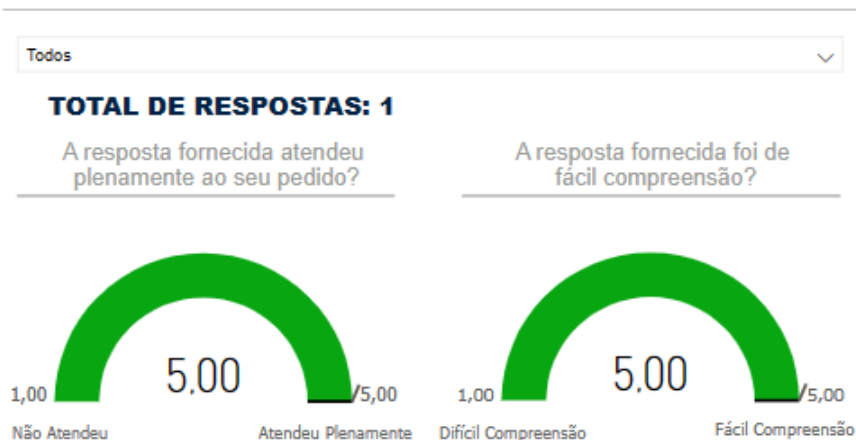 Todos
TOTAL DE RESPOSTAS: 1
A resposta fornecida atendeu
plenamente ao seu pedido?
A resposta fornecida foi de
fácil compreensão?
5,00
1,00
/5,00
Não Atendeu
Atendeu Plenamente
5,00
1,00
/5,00
Difícil Compreensão
Fácil Compreensão